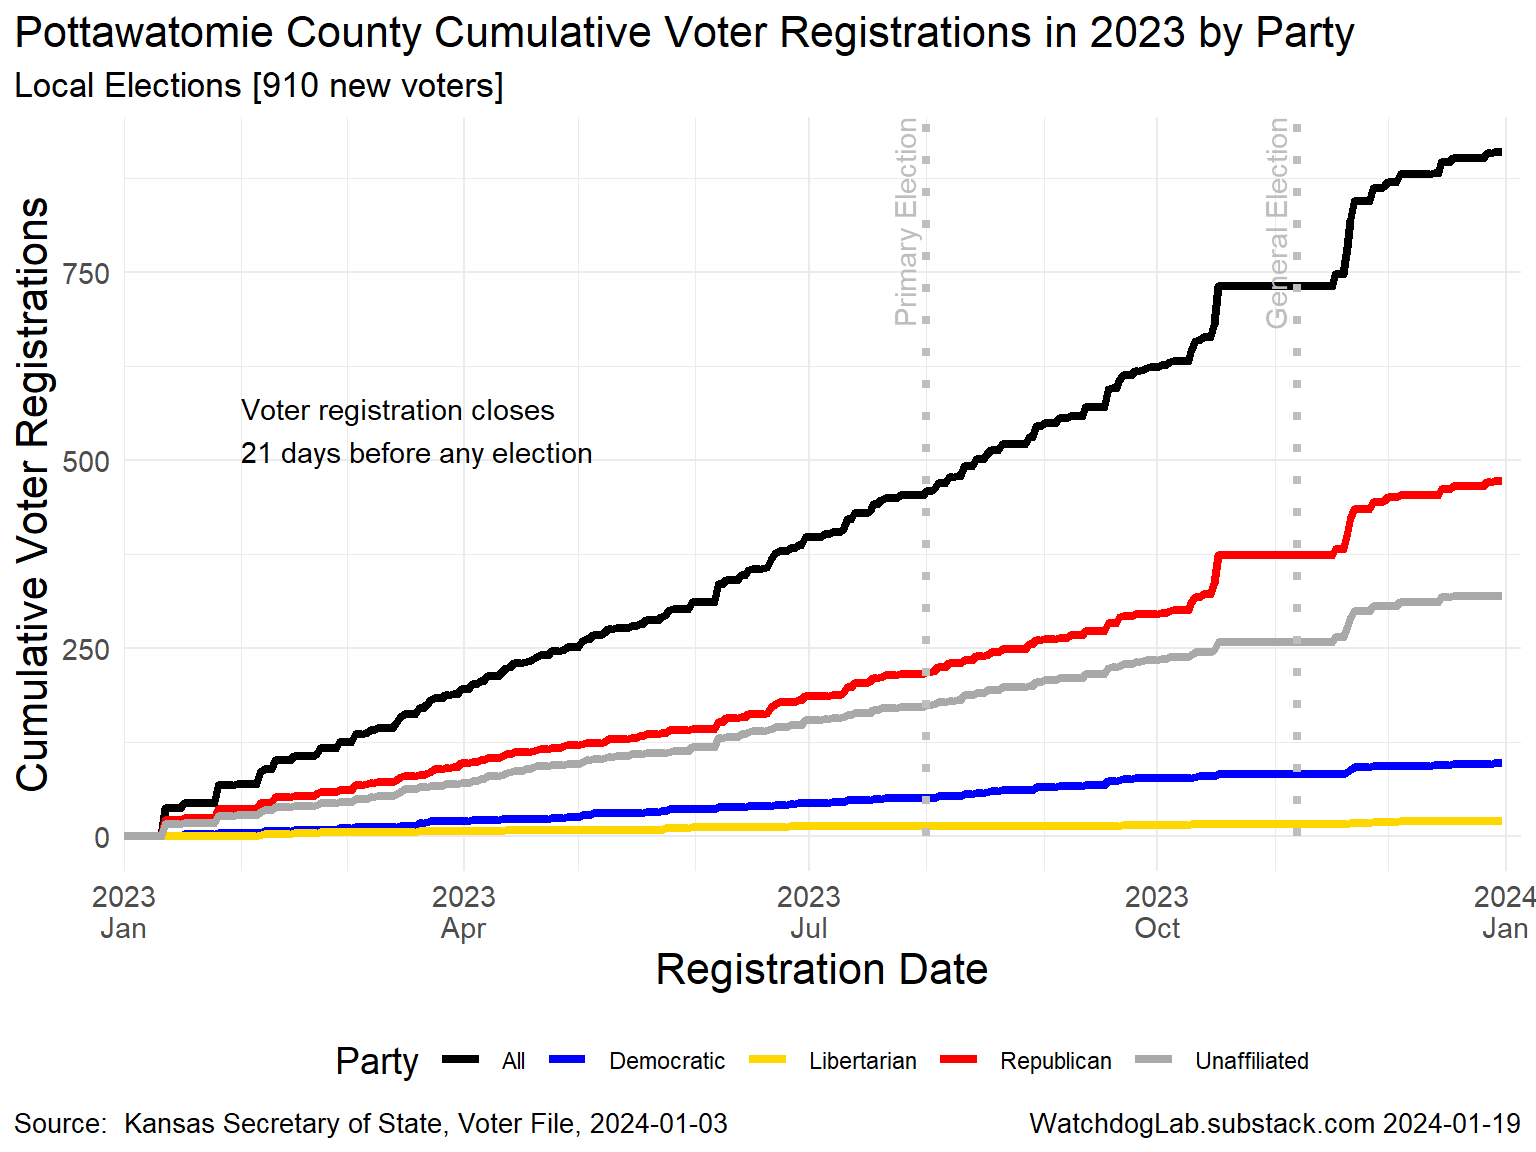 Pottawatomie County Cumulative Voter Registrations in 2023 by Party
Local Elections [910 new voters]
Cumulative Voter Registrations
750
500
250
0
Primary Election
General Election
Voter registration closes
21 days before any election
2023 2023 2023 2023 2024
Jan Apr Jul Oct Jan
Registration Date
Party All Democratic Libertarian Republican Unaffiliated
Source:  Kansas Secretary of State, Voter File, 2024-01-03
WatchdogLab.substack.com 2024-01-19